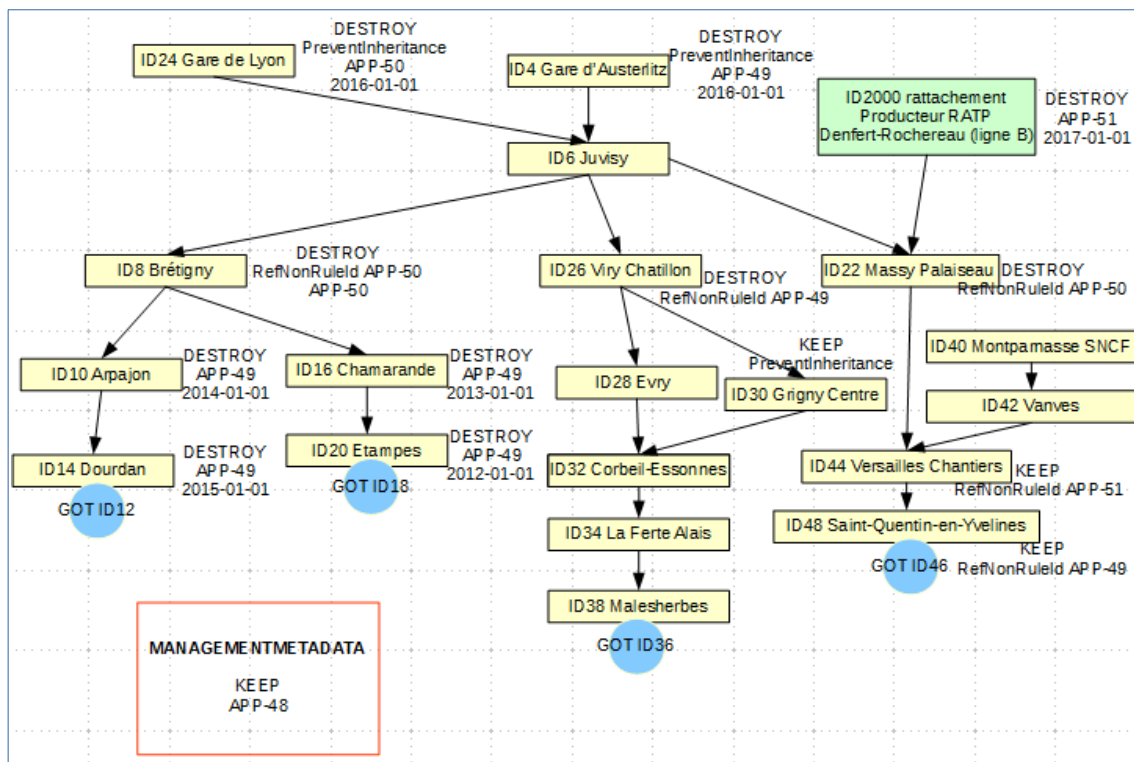 ID24 Gare de Lyon
DESTROY
PreventInheritance
APP-50
2016-01-01
ID4 Gare d'Austerlitz
DESTROY
PreventInheritance
APP-49
2016-01-01
ID2000 rattachement
Producteur RATP
Denfert-Rochereau (ligne B)
DESTROY
APP-51
2017-01-01
ID6 Juvisy
ID8 Brétigny
DESTROY
RefNonRuleId APP-50
APP-50
ID26 Viry Chatillon
DESTROY
RefNonRuleId APP-49
ID22 Massy Palaiseau
DESTROY
RefNonRuleId APP-50
ID10 Arpajon
DESTROY
APP-49
2014-01-01
ID16 Chamarande
DESTROY
APP-49
2013-01-01
ID28 Evry
KEEP
PreventInheritance
ID30 Grigny Centre
ID40 Montparnasse SNCF
ID42 Vanves
ID14 Dourdan
DESTROY
APP-49
2015-01-01
GOT ID12
ID20 Etampes
DESTROY
APP-49
2012-01-01
GOT ID18
ID32 Corbeil-Essonnes
ID44 Versailles Chantiers
KEEP
RefNonRuleId APP-51
ID34 La Ferte Alais
ID48 Saint-Quentin-en-Yvelines
KEEP
RefNonRuleId APP-49
GOT ID46
ID38 Malesherbes
GOT ID36
MANAGEMENTMETADATA
KEEP
APP-48